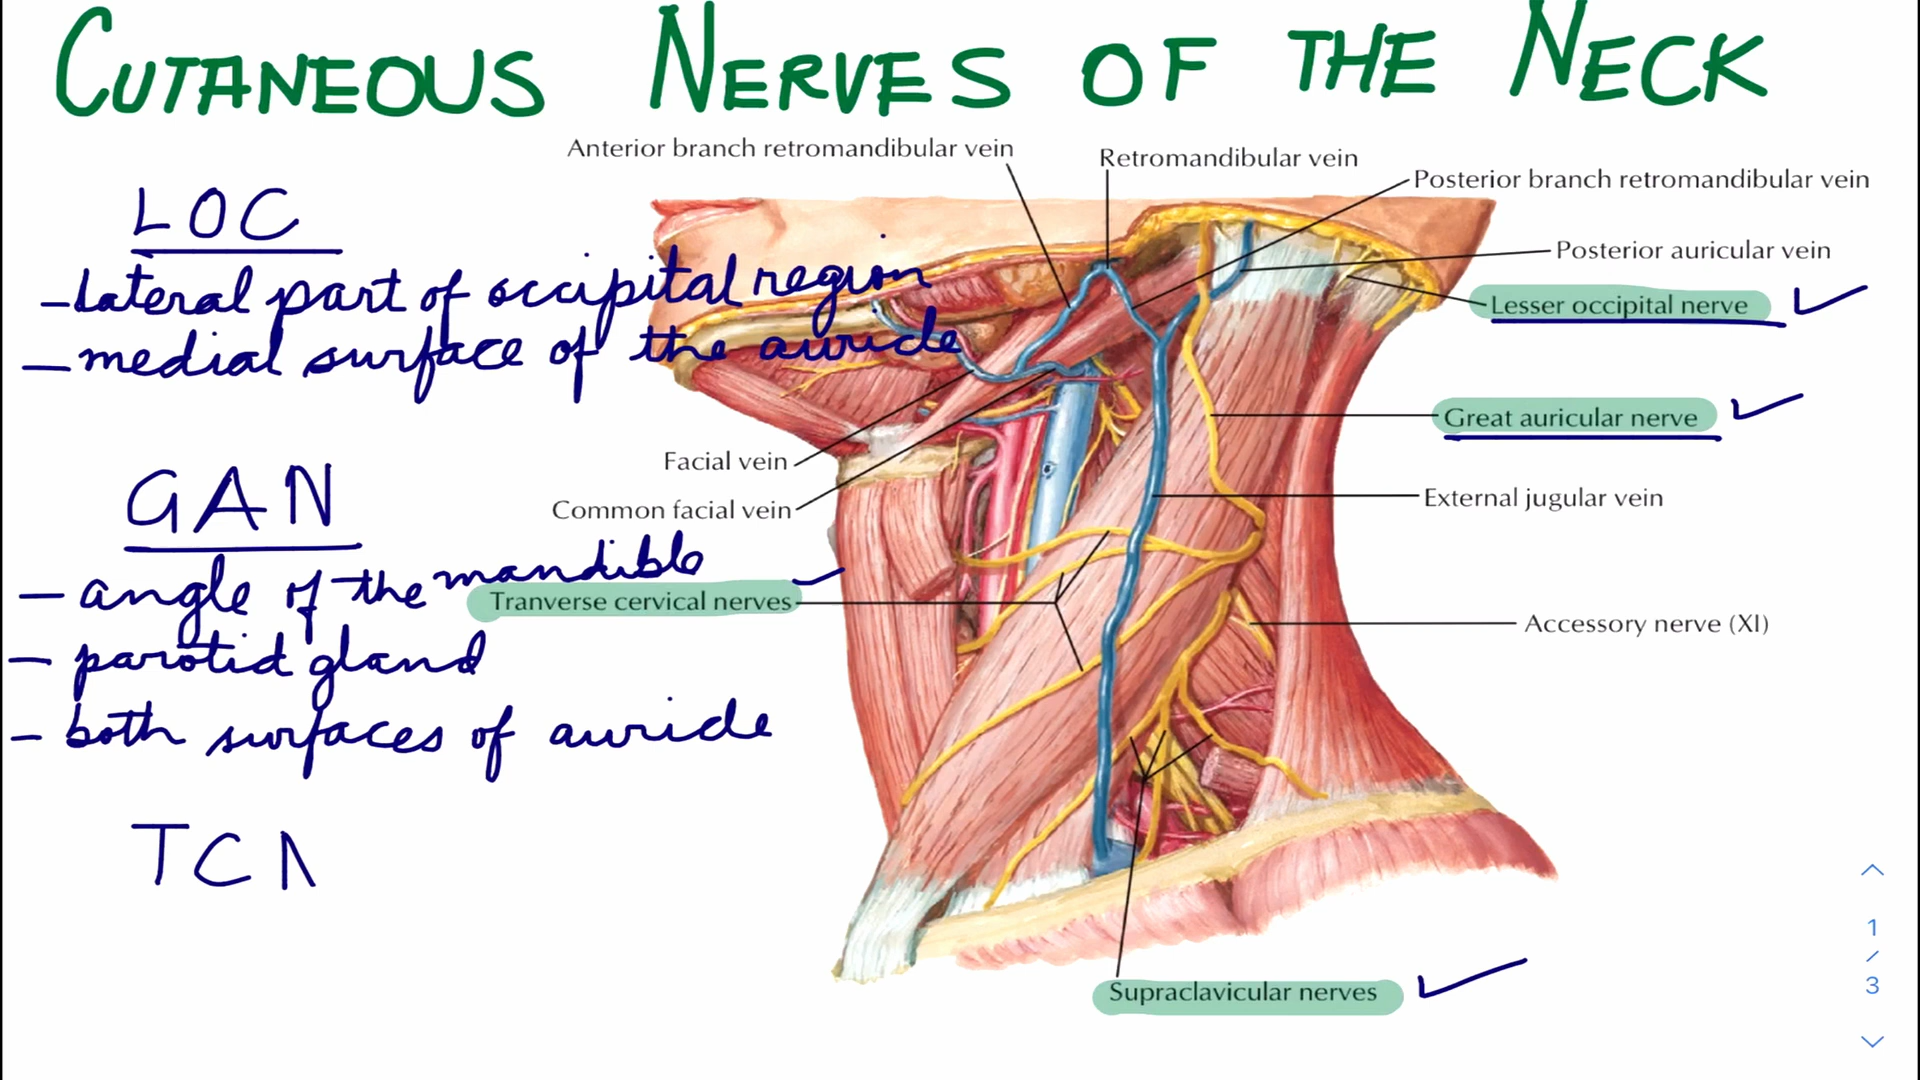 CUTANEOUS NERVES OF THE NECK
Anterior branch retromandibular vein
Retromandibular vein
Posterior branch retromandibular vein
Posterior auricular vein
Lesser occipital nerve
Great auricular nerve
External jugular vein
Accessory nerve (XI)
Supraclavicular nerves
Facial vein
Common facial vein
Tranverse cervical nerves
LOC
- lateral part of occipital region
- medial surface of the auricle
GAN
- angle of the mandible
- parotid gland
- both surfaces of auricle
TCN
1
/
3